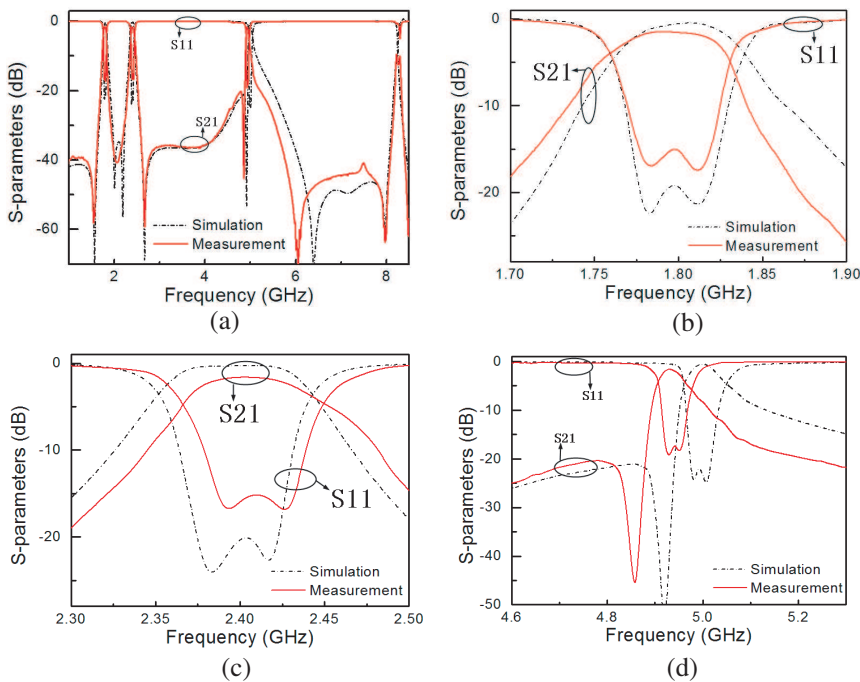 0
-20
-40
-60
S-parameters (dB)
S11
S21
Simulation
Measurement
2
4
6
8
Frequency (GHz)
(a)
0
-10
-20
S-parameters (dB)
S21
S11
Simulation
Measurement
1.70
1.75
1.80
1.85
1.90
Frequency (GHz)
(b)
0
-10
-20
S-parameters (dB)
S21
S11
Simulation
Measurement
2.30
2.35
2.40
2.45
2.50
Frequency (GHz)
(c)
0
-10
-20
-30
-40
-50
S-parameters (dB)
S11
S21
Simulation
Measurement
4.6
4.8
5.0
5.2
Frequency (GHz)
(d)